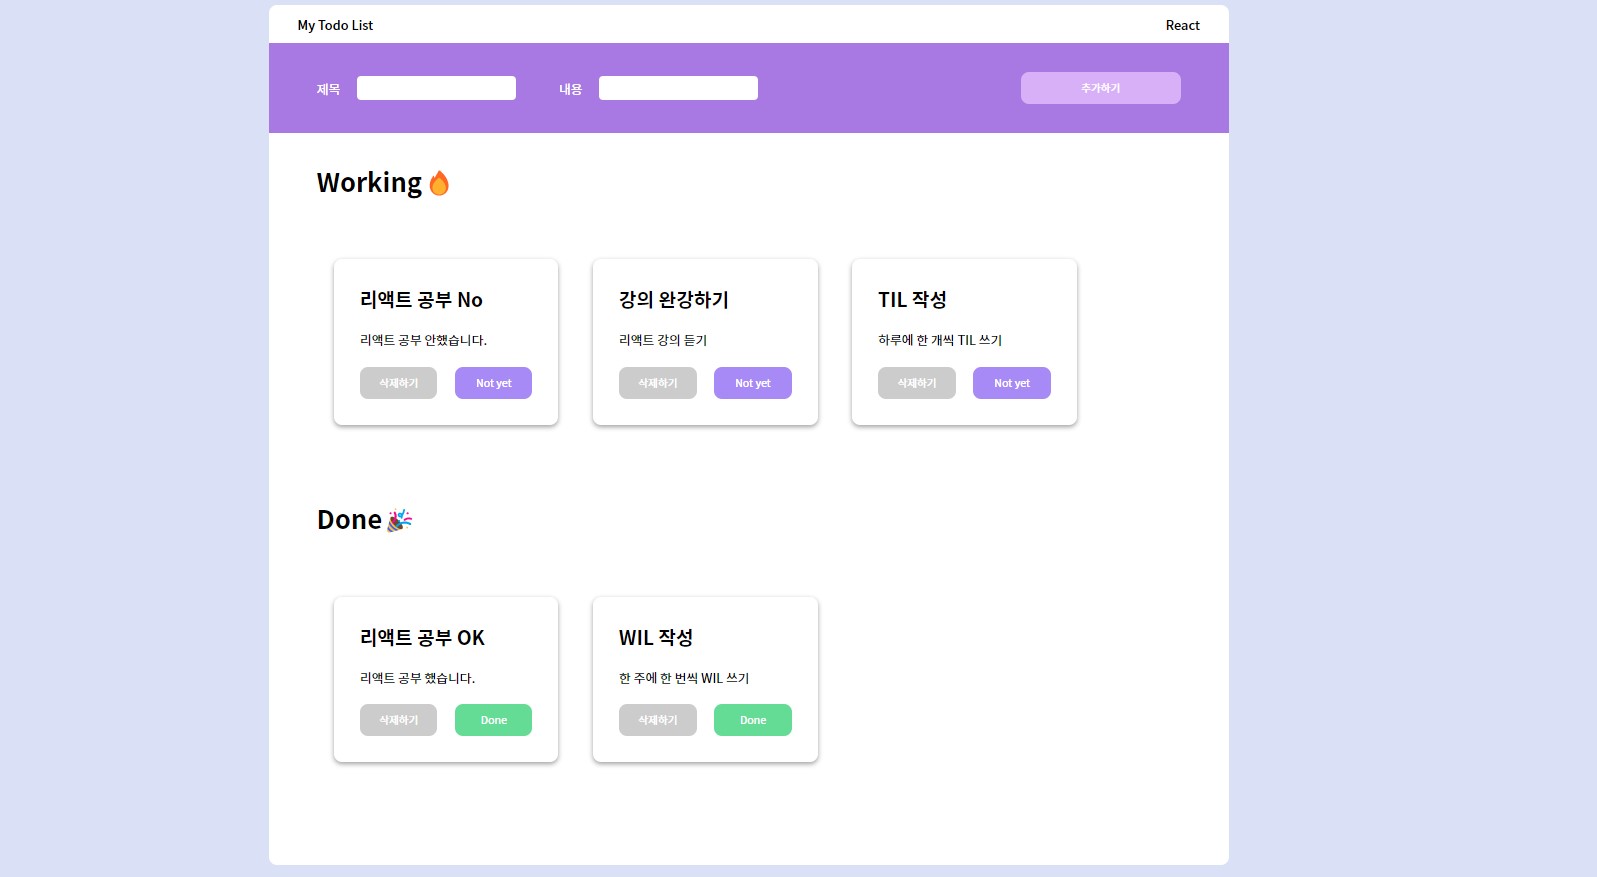 My Todo List React
제목 내용 추가하기
Working 🔥
리액트 공부 No
리액트 공부 안했습니다.
삭제하기 Not yet
강의 완강하기
리액트 강의 듣기
삭제하기 Not yet
TIL 작성
하루에 한 개씩 TIL 쓰기
삭제하기 Not yet
Done 🎉
리액트 공부 OK
리액트 공부 했습니다.
삭제하기 Done
WIL 작성
한 주에 한 번씩 WIL 쓰기
삭제하기 Done